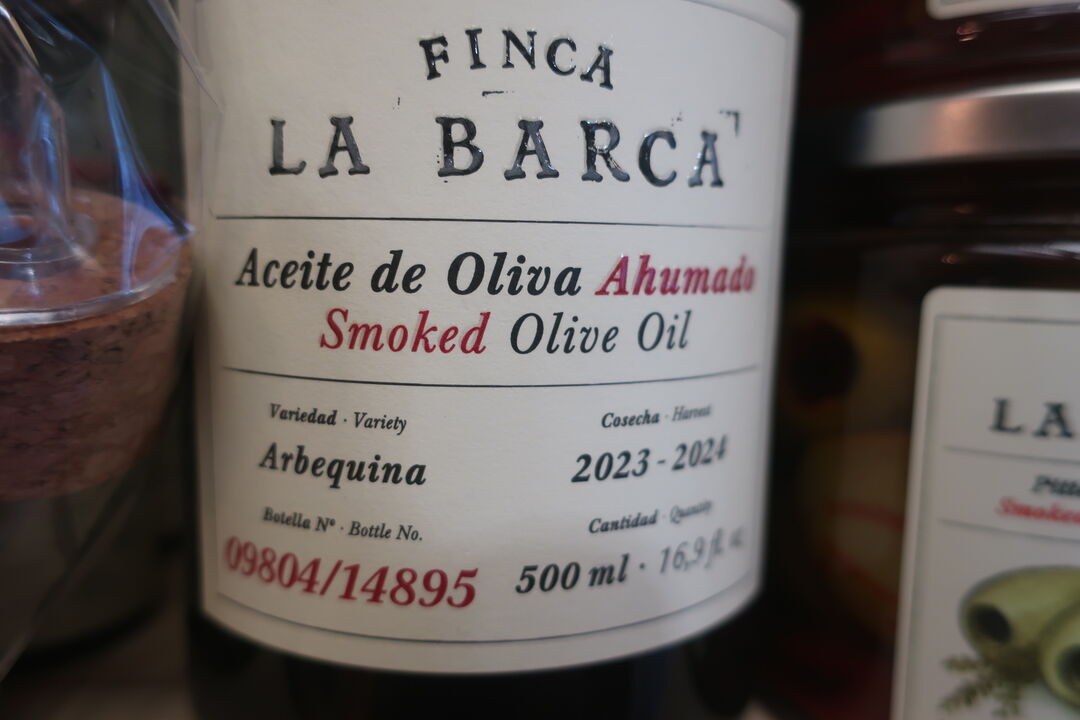 FINCA
LA BARCA
Aceite de Oliva Ahumado
Smoked Olive Oil
Variedad · Variety
Cosecha · Harvest
Arbequina
2023 - 2024
Botella Nº · Bottle No.
Cantidad · Quantity
09804/14895
500 ml · 16,9 fl. oz.
LA
Smoked